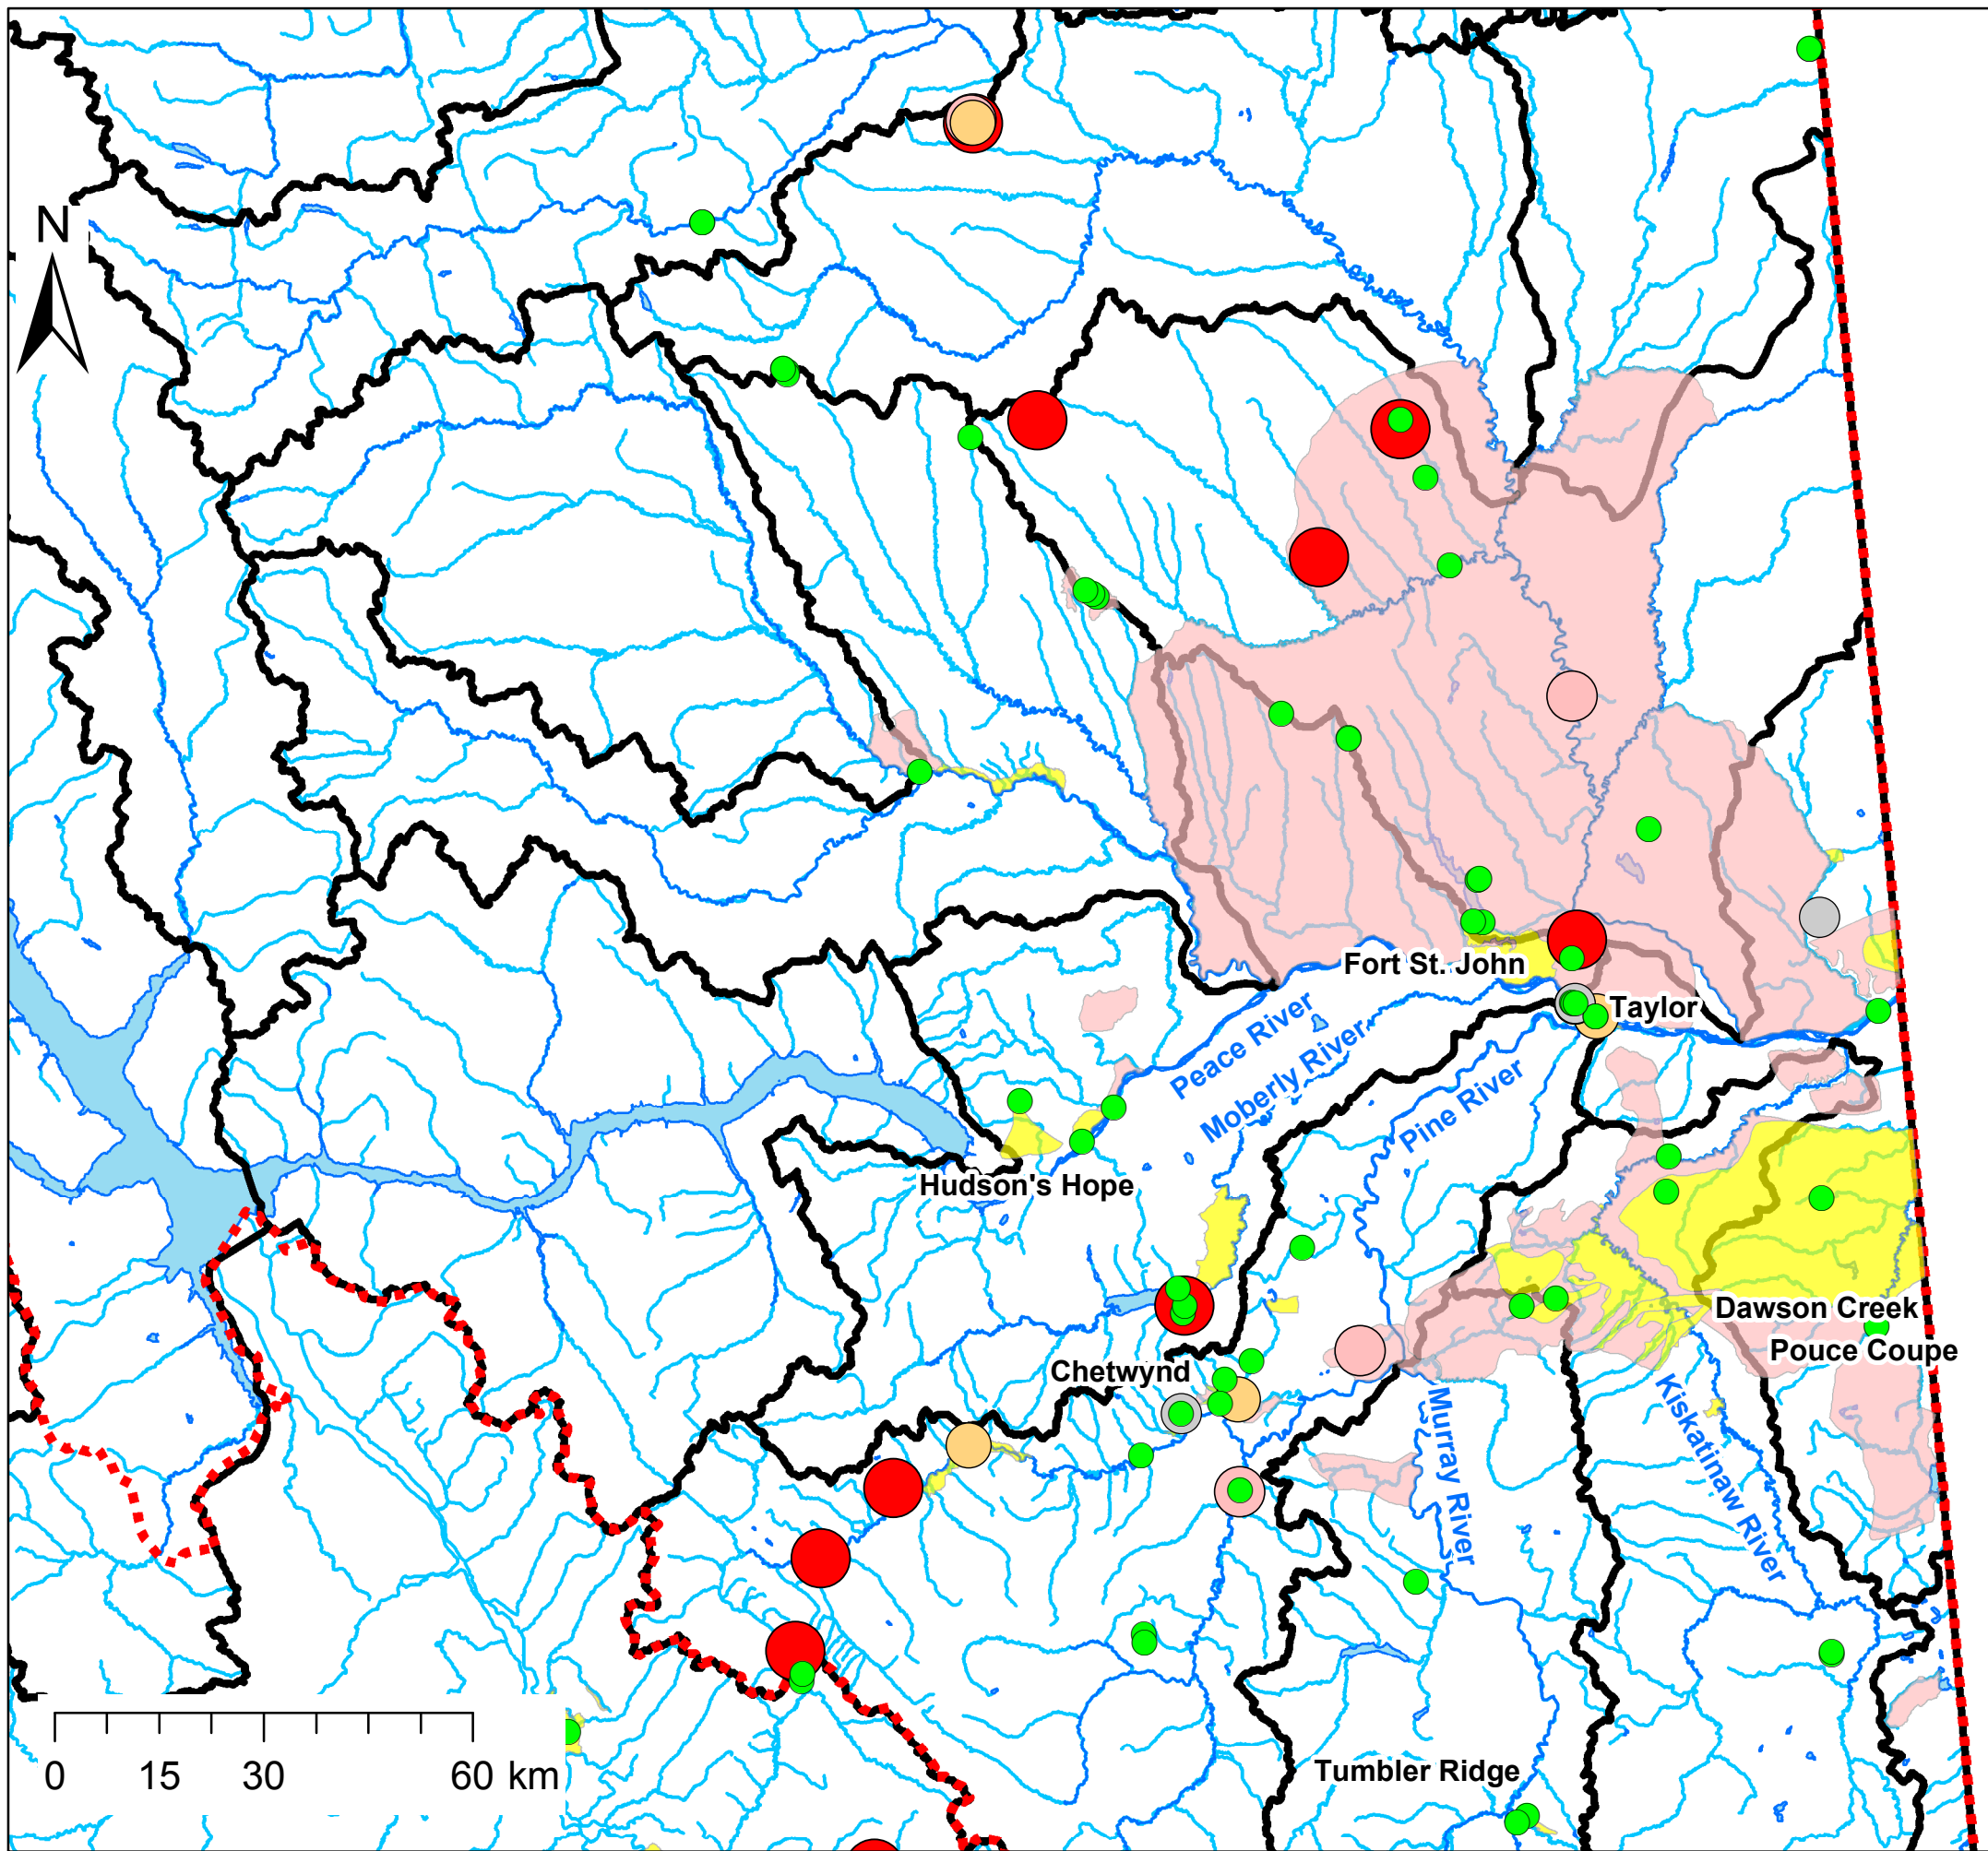 N
Fort St. John
Taylor
Peace River
Moberly River
Pine River
Hudson's Hope
Dawson Creek
Pouce Coupe
Chetwynd
Murray River
Kiskatinaw River
Tumbler Ridge
0 15 30 60 km